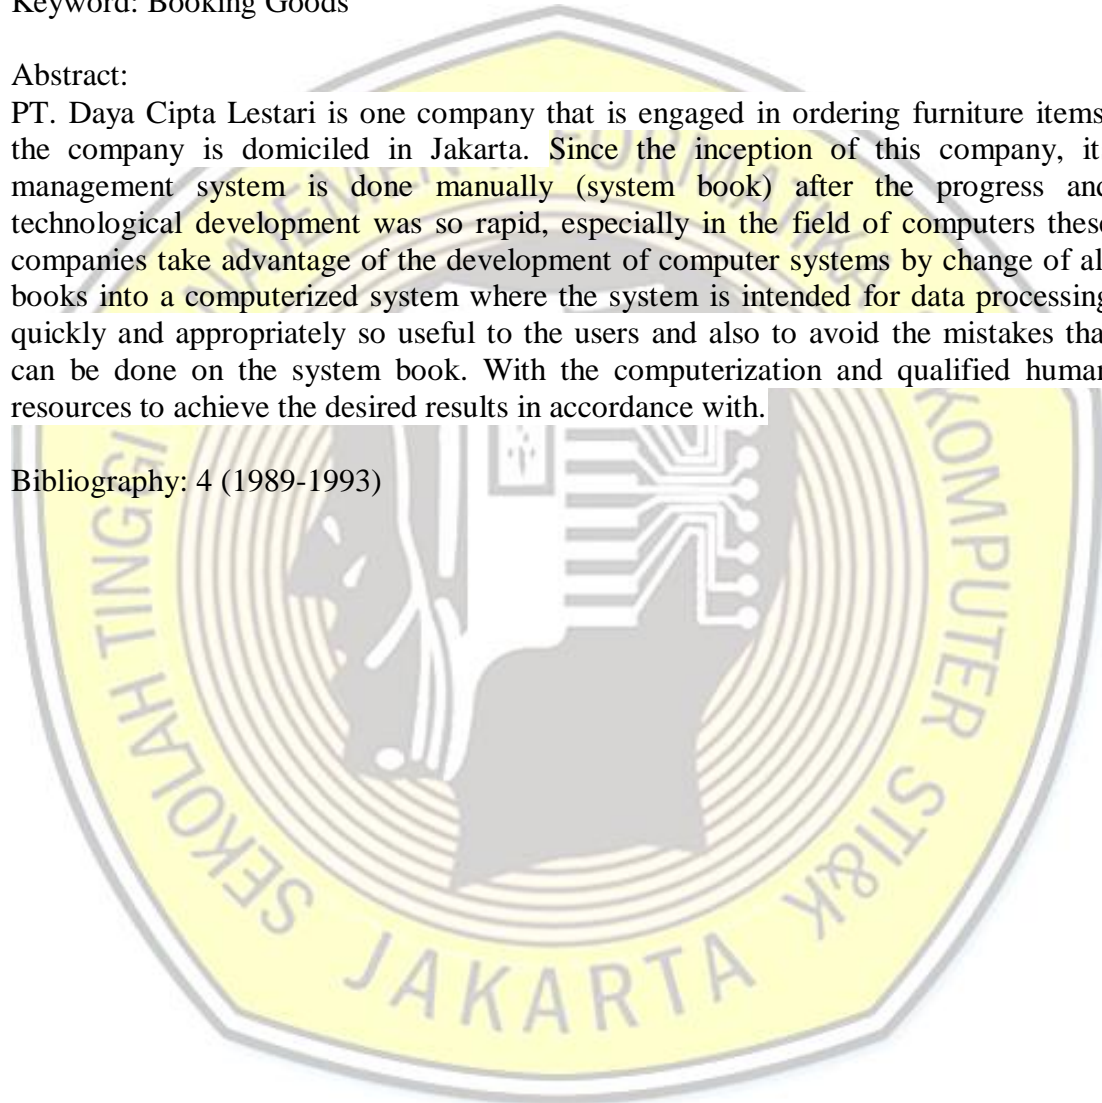 Keyword: Booking Goods
Abstract:
PT. Daya Cipta Lestari is one company that is engaged in ordering furniture items
the company is domiciled in Jakarta. Since the inception of this company, it
management system is done manually (system book) after the progress and
technological development was so rapid, especially in the field of computers these
companies take advantage of the development of computer systems by change of al
books into a computerized system where the system is intended for data processing
quickly and appropriately so useful to the users and also to avoid the mistakes tha
can be done on the system book. With the computerization and qualified human
resources to achieve the desired results in accordance with.
Bibliography: 4 (1989-1993)
SEKOLAH TINGGI
KOMPUTER STI&K
JAKARTA